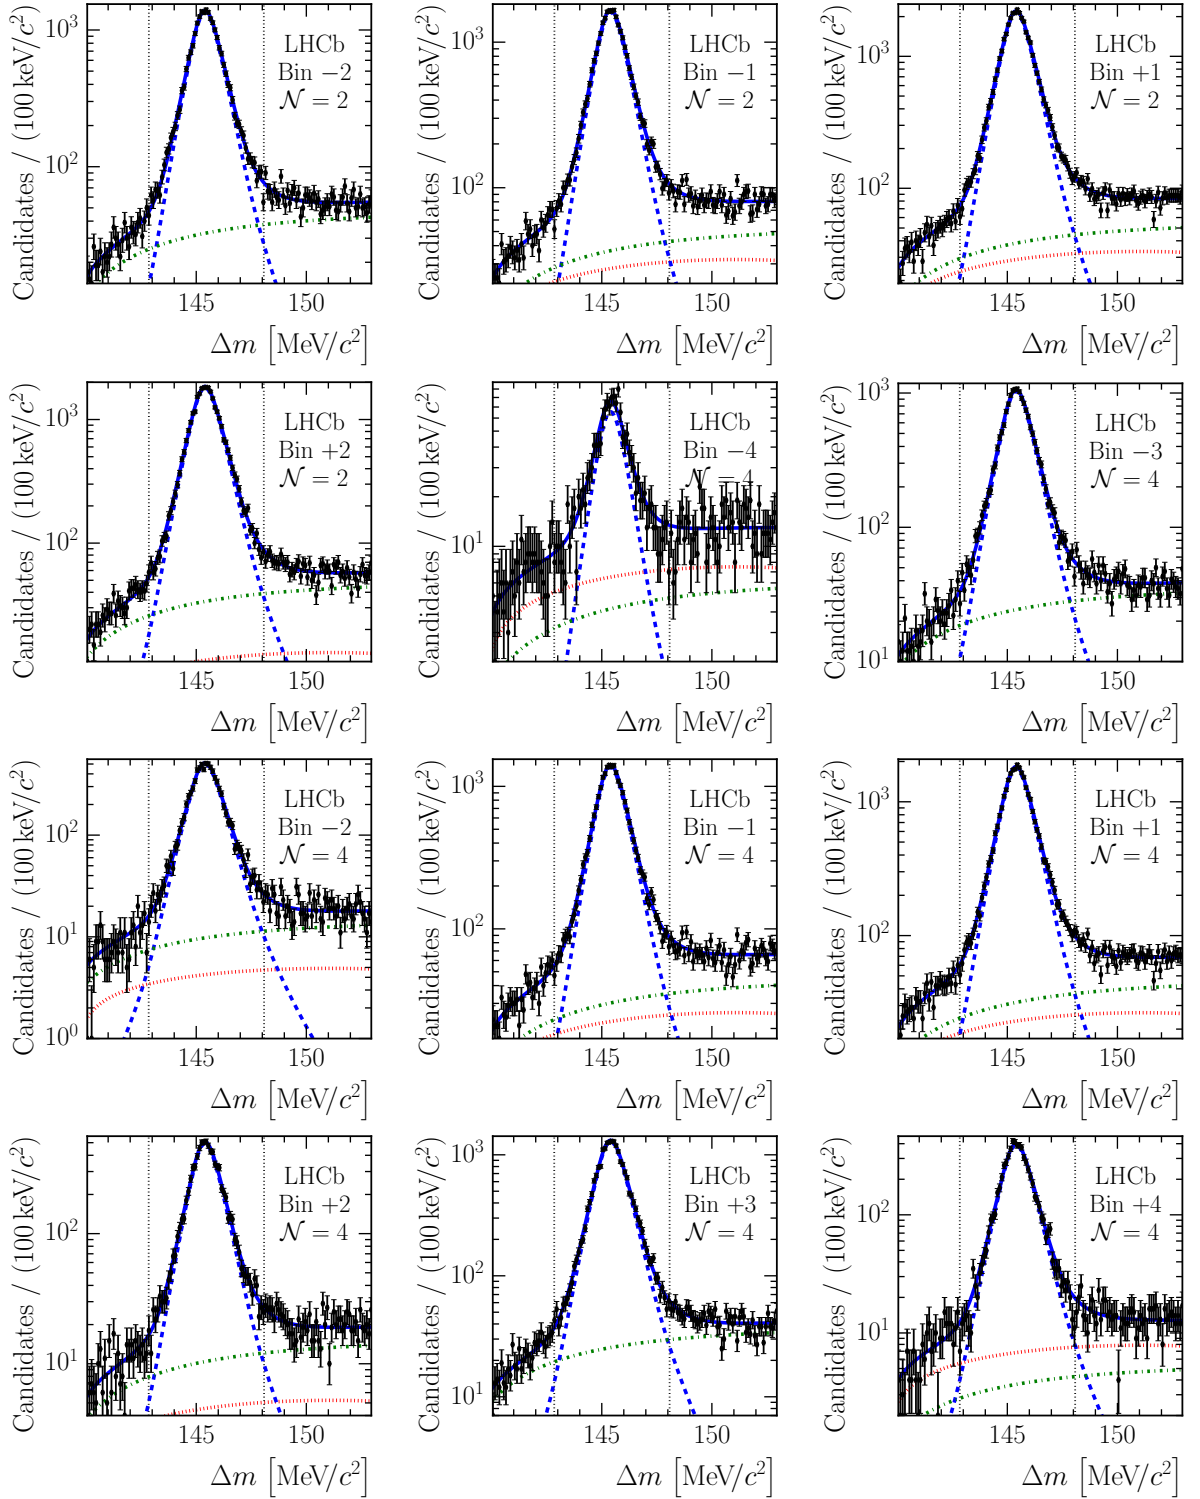 Candidates / (100 keV/c²)
10³
10²
145
150
Δm [MeV/c²]
LHCb
Bin −2
𝒩 = 2
Candidates / (100 keV/c²)
10³
10²
145
150
Δm [MeV/c²]
LHCb
Bin −1
𝒩 = 2
Candidates / (100 keV/c²)
10³
10²
145
150
Δm [MeV/c²]
LHCb
Bin +1
𝒩 = 2
Candidates / (100 keV/c²)
10³
10²
145
150
Δm [MeV/c²]
LHCb
Bin +2
𝒩 = 2
Candidates / (100 keV/c²)
10¹
145
150
Δm [MeV/c²]
LHCb
Bin −4
𝒩 = 4
Candidates / (100 keV/c²)
10³
10²
10¹
145
150
Δm [MeV/c²]
LHCb
Bin −3
𝒩 = 4
Candidates / (100 keV/c²)
10²
10¹
10⁰
145
150
Δm [MeV/c²]
LHCb
Bin −2
𝒩 = 4
Candidates / (100 keV/c²)
10³
10²
145
150
Δm [MeV/c²]
LHCb
Bin −1
𝒩 = 4
Candidates / (100 keV/c²)
10³
10²
145
150
Δm [MeV/c²]
LHCb
Bin +1
𝒩 = 4
Candidates / (100 keV/c²)
10²
10¹
145
150
Δm [MeV/c²]
LHCb
Bin +2
𝒩 = 4
Candidates / (100 keV/c²)
10³
10²
10¹
145
150
Δm [MeV/c²]
LHCb
Bin +3
𝒩 = 4
Candidates / (100 keV/c²)
10²
10¹
145
150
Δm [MeV/c²]
LHCb
Bin +4
𝒩 = 4